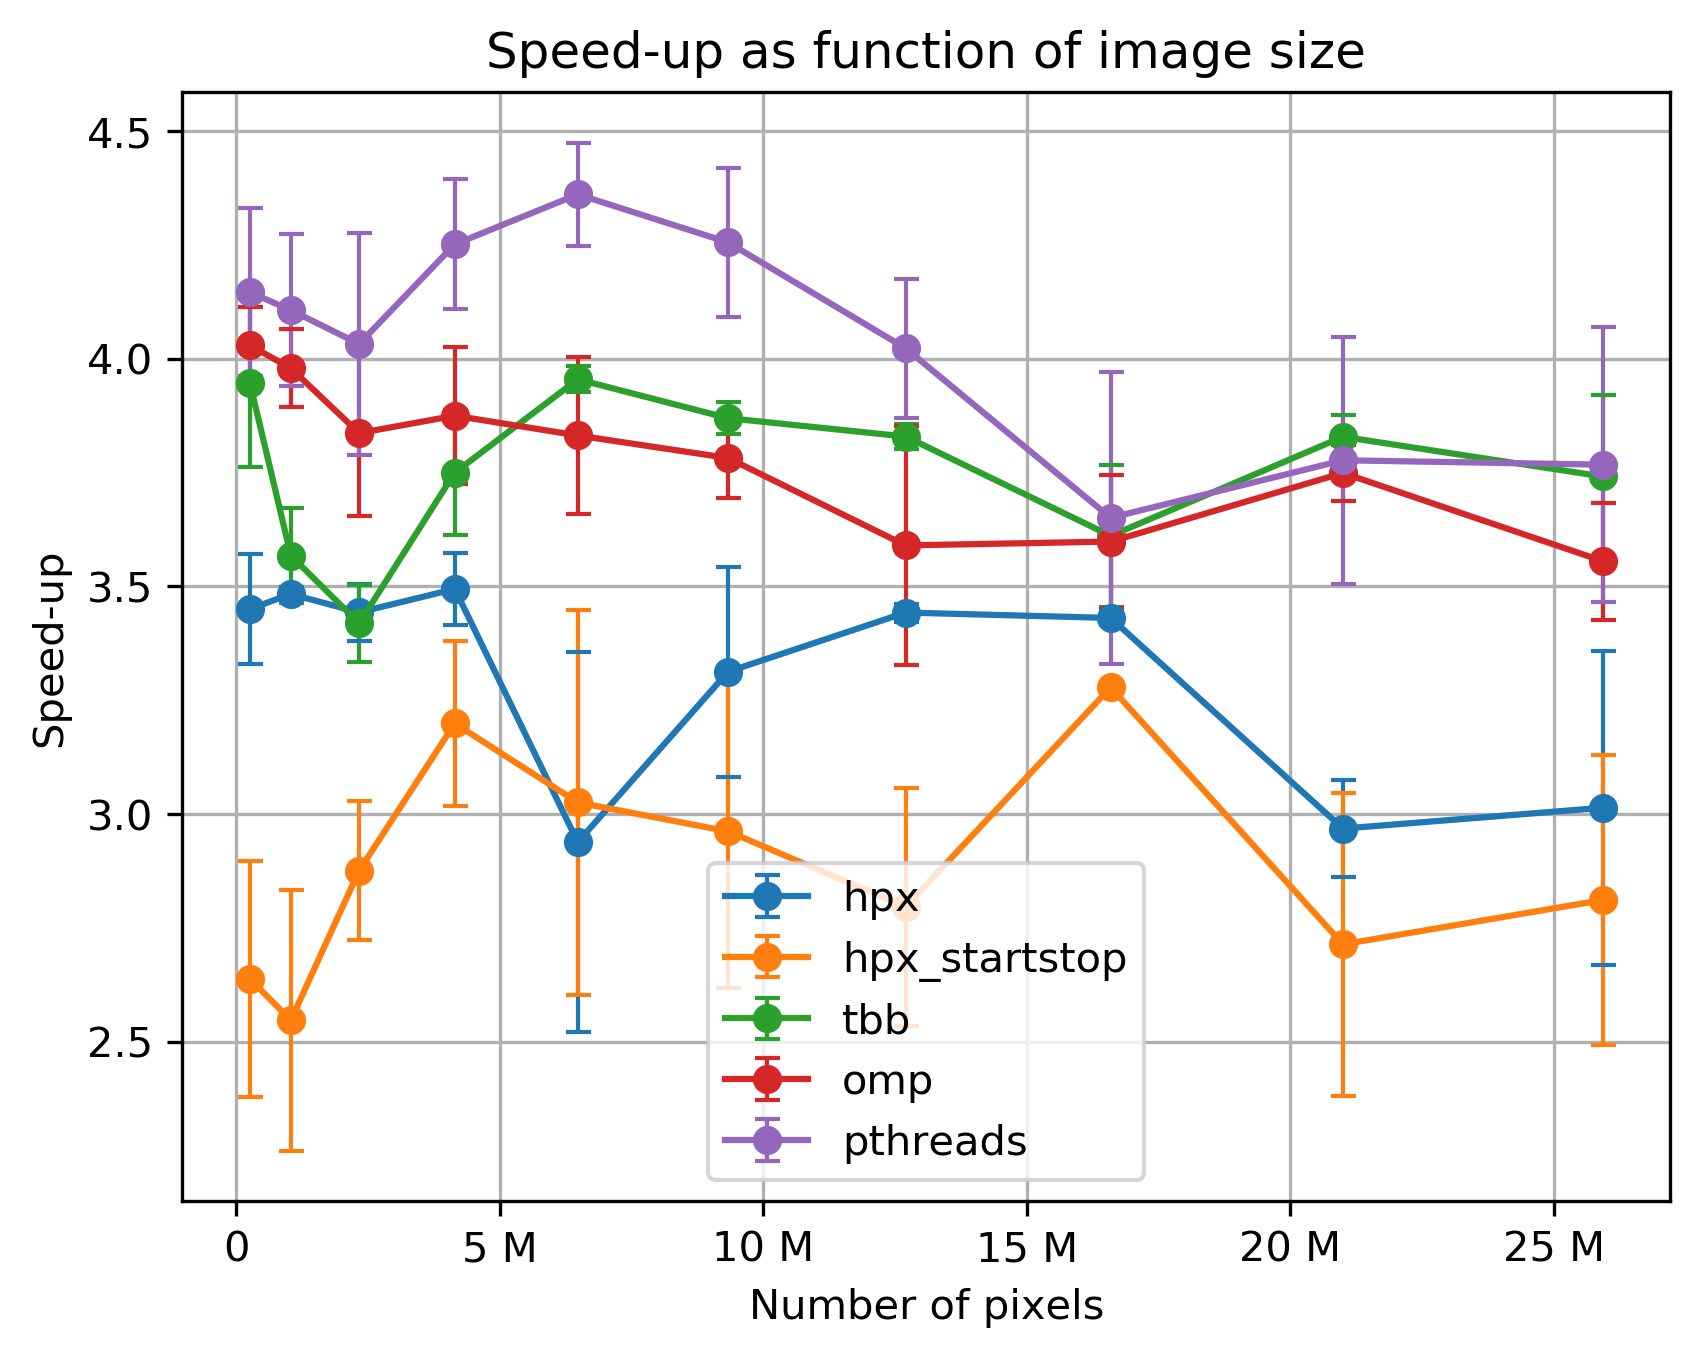 Speed-up as function of image size
4.5
4.0
3.5
3.0
2.5
Speed-up
hpx
hpx_startstop
tbb
omp
pthreads
0 5 M 10 M 15 M 20 M 25 M
Number of pixels